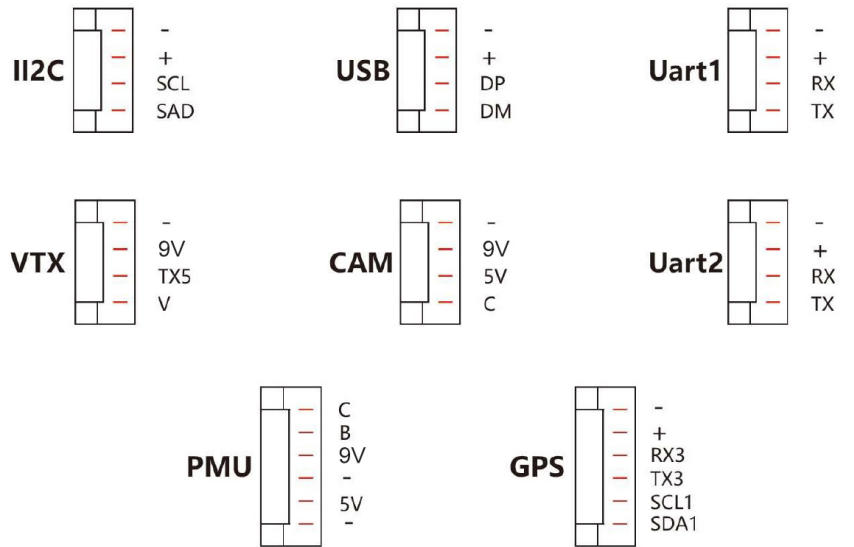 II2C
-
+
SCL
SAD
USB
-
+
DP
DM
Uart1
-
+
RX
TX
VTX
-
9V
TX5
V
CAM
-
9V
5V
C
Uart2
-
+
RX
TX
PMU
C
B
9V
-
5V
-
GPS
-
+
RX3
TX3
SCL1
SDA1